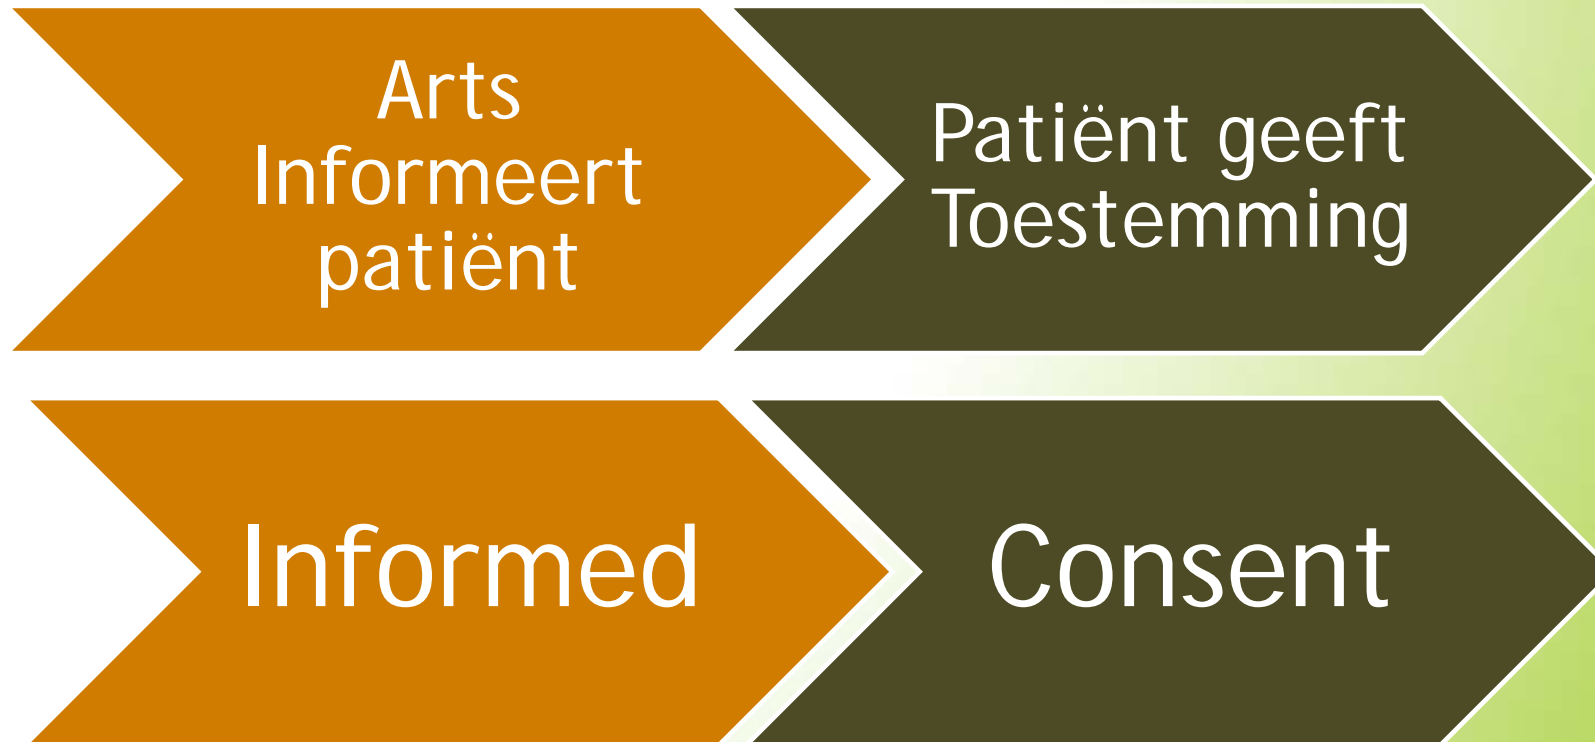 Arts
Informeert
patiënt
Patiënt geeft
Toestemming
Informed
Consent